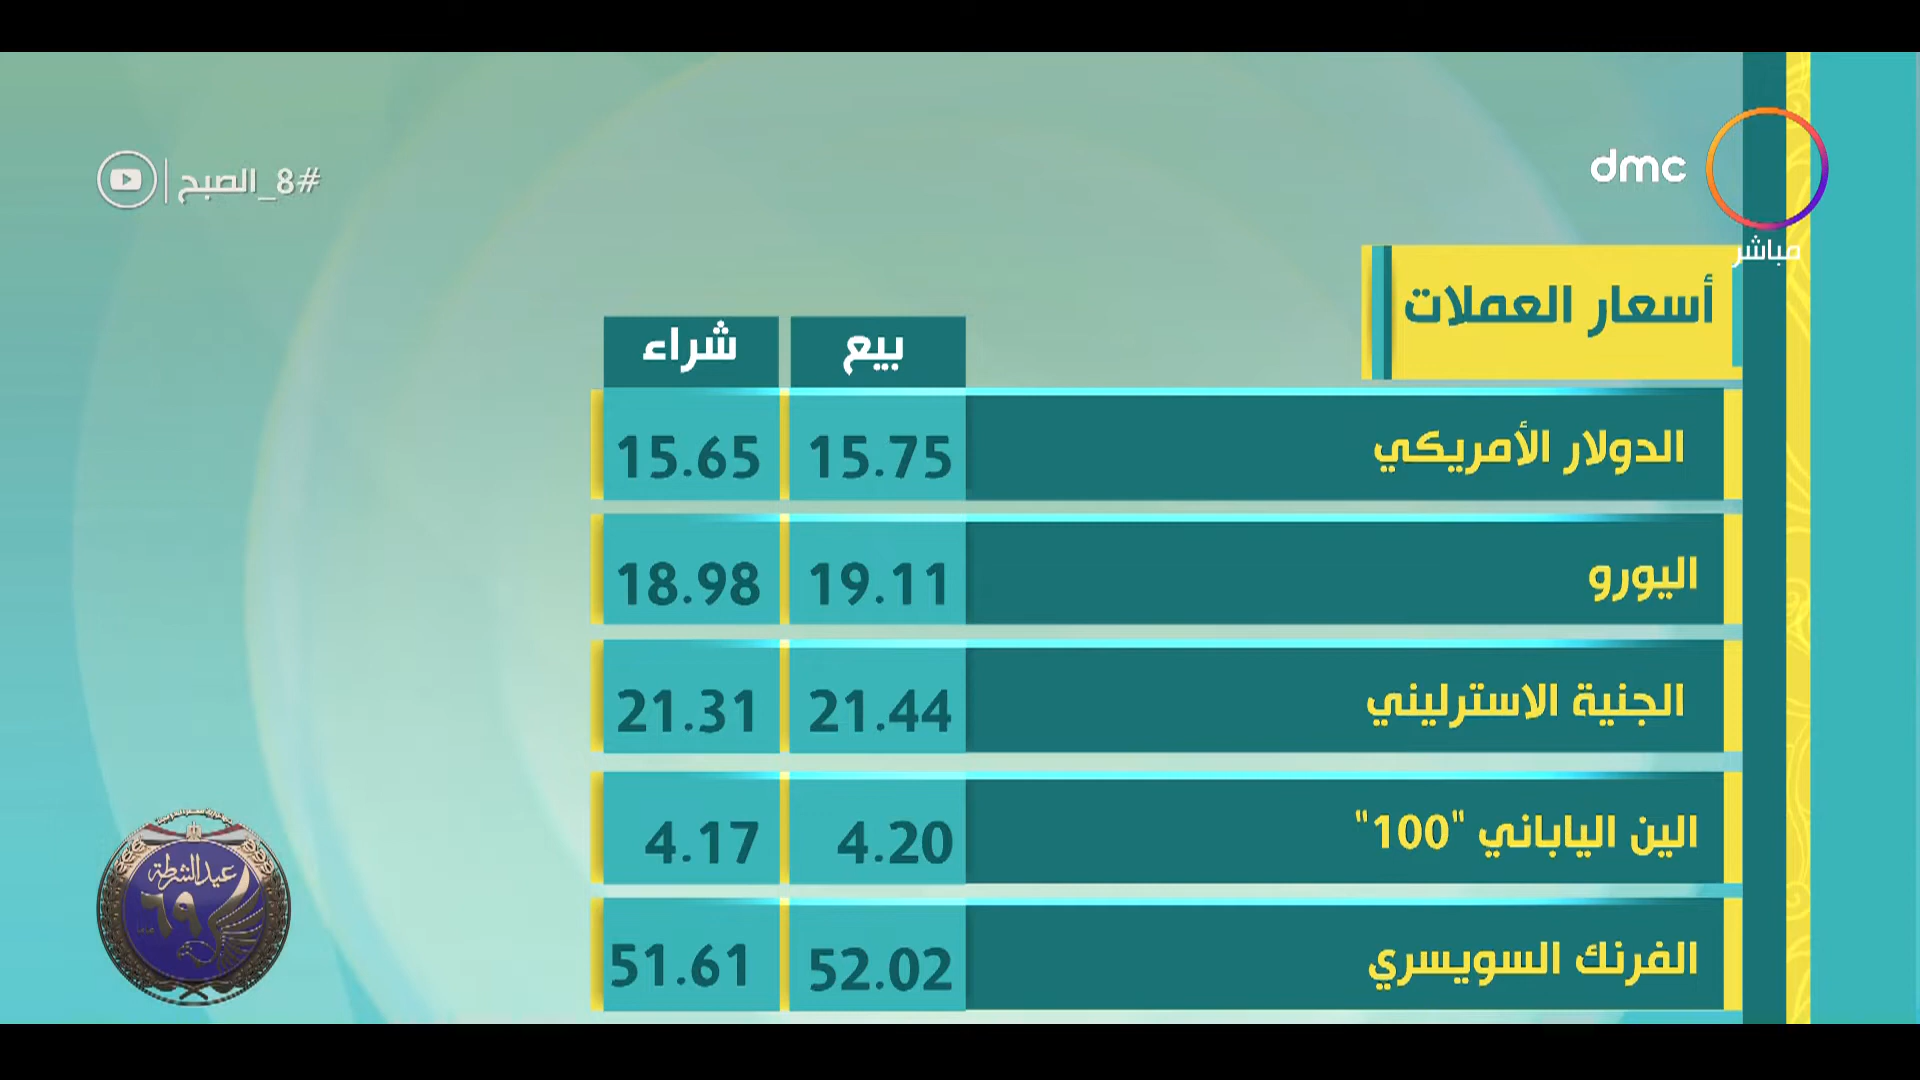 #8_الصبح
dmc
مباشر
أسعار العملات
بيع شراء
الدولار الأمريكي 15.75 15.65
اليورو 19.11 18.98
الجنية الاسترليني 21.44 21.31
الين الياباني "100" 4.20 4.17
الفرنك السويسري 52.02 51.61
عيد الشرطة
٦٩